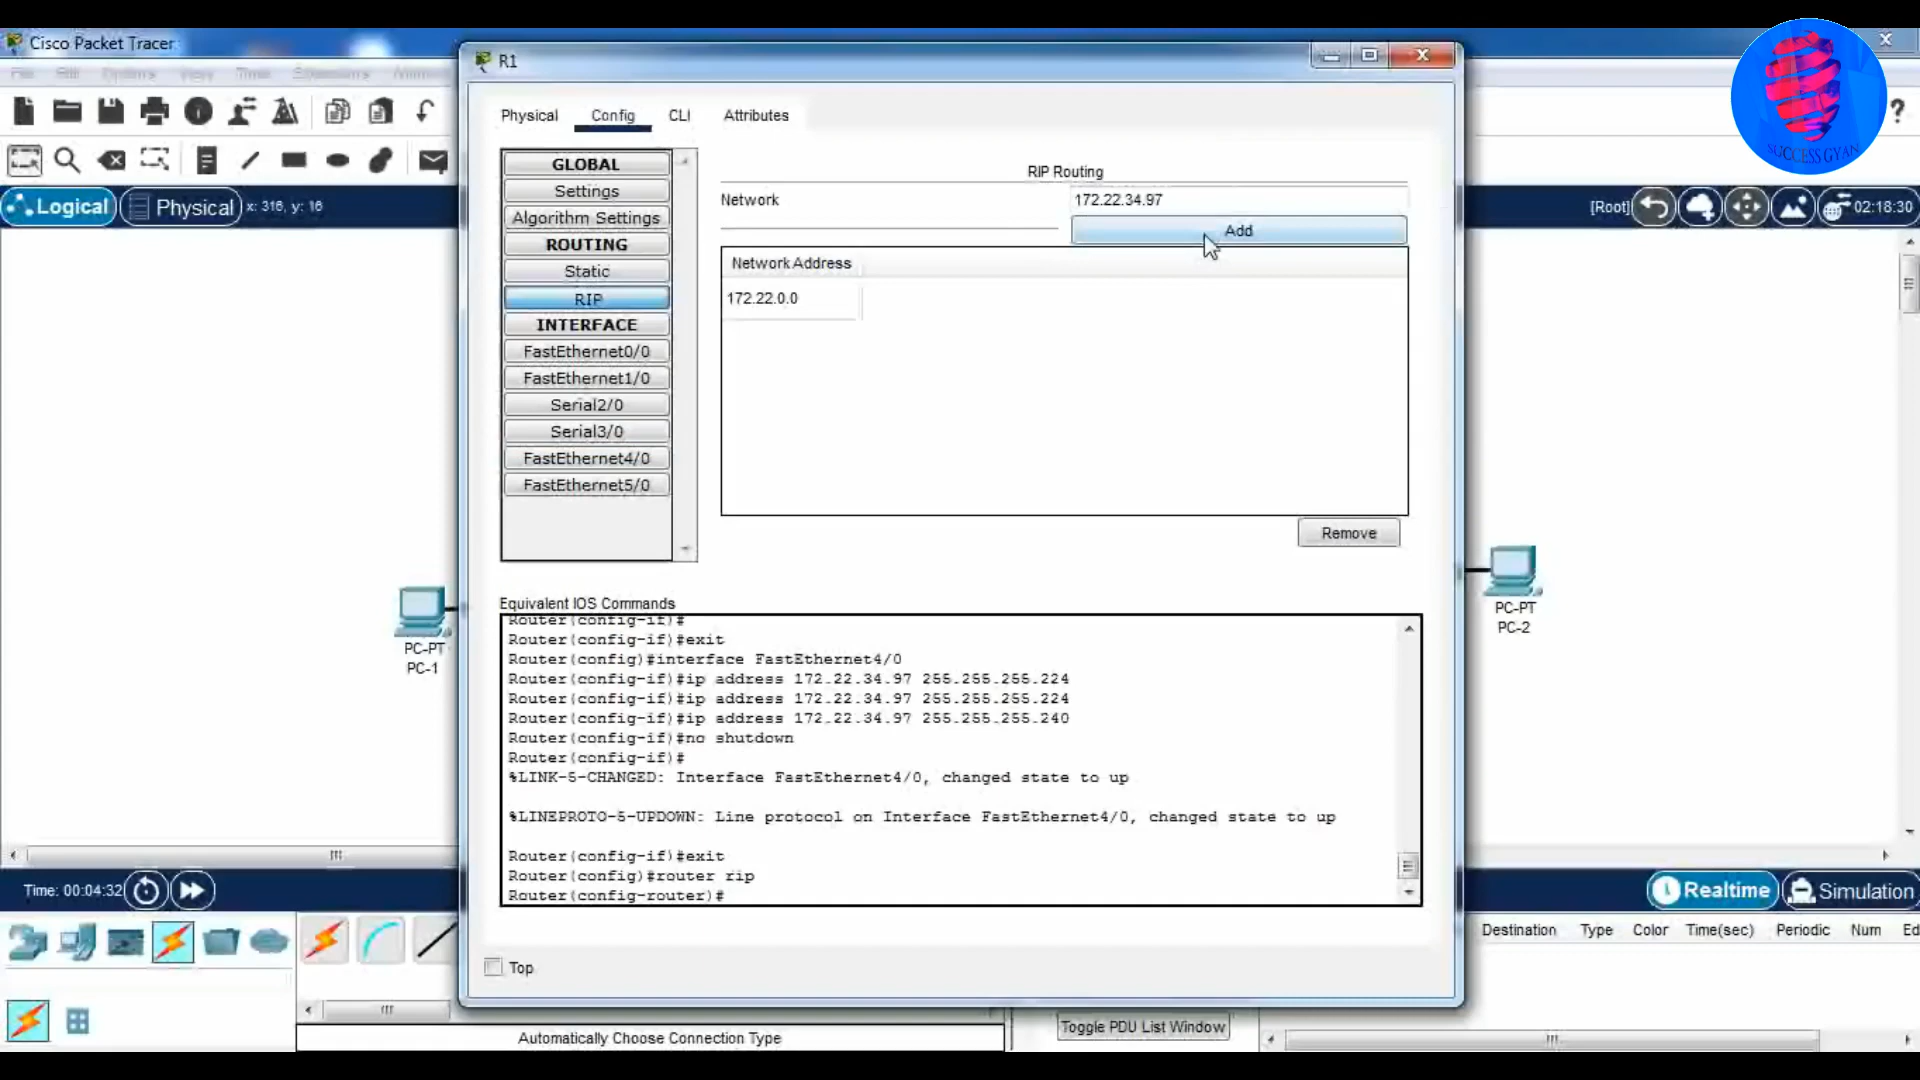 Cisco Packet Tracer
R1
SUCCESS GYAN
Physical
Config
CLI
Attributes
GLOBAL
Settings
Algorithm Settings
ROUTING
Static
RIP
INTERFACE
FastEthernet0/0
FastEthernet1/0
Serial2/0
Serial3/0
FastEthernet4/0
FastEthernet5/0
RIP Routing
Network
172.22.34.97
Add
Network Address
172.22.0.0
Remove
Logical
Physical
x: 316, y: 16
[Root]
02:18:30
PC-PT
PC-1
PC-PT
PC-2
Equivalent IOS Commands
Router(config-if)#
Router(config-if)#exit
Router(config)#interface FastEthernet4/0
Router(config-if)#ip address 172.22.34.97 255.255.255.224
Router(config-if)#ip address 172.22.34.97 255.255.255.224
Router(config-if)#ip address 172.22.34.97 255.255.255.240
Router(config-if)#no shutdown
Router(config-if)#
%LINK-5-CHANGED: Interface FastEthernet4/0, changed state to up
%LINEPROTO-5-UPDOWN: Line protocol on Interface FastEthernet4/0, changed state to up
Router(config-if)#exit
Router(config)#router rip
Router(config-router)#
Time: 00:04:32
Realtime
Simulation
Top
Destination Type Color Time(sec) Periodic Num Ed
Automatically Choose Connection Type
Toggle PDU List Window